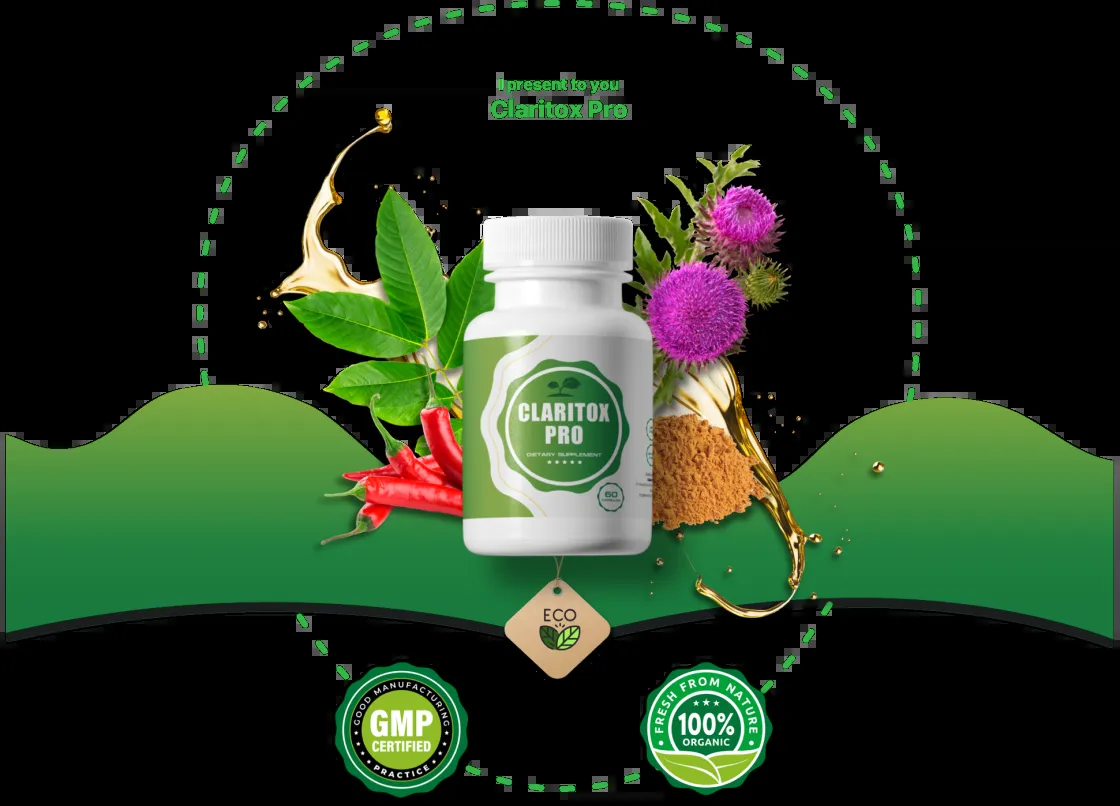 I present to you
Claritox Pro
CLARITOX
PRO
DIETARY SUPPLEMENT
60
ECO
GOOD MANUFACTURING
GMP
CERTIFIED
PRACTICE
FRESH FROM NATURE
100%
ORGANIC